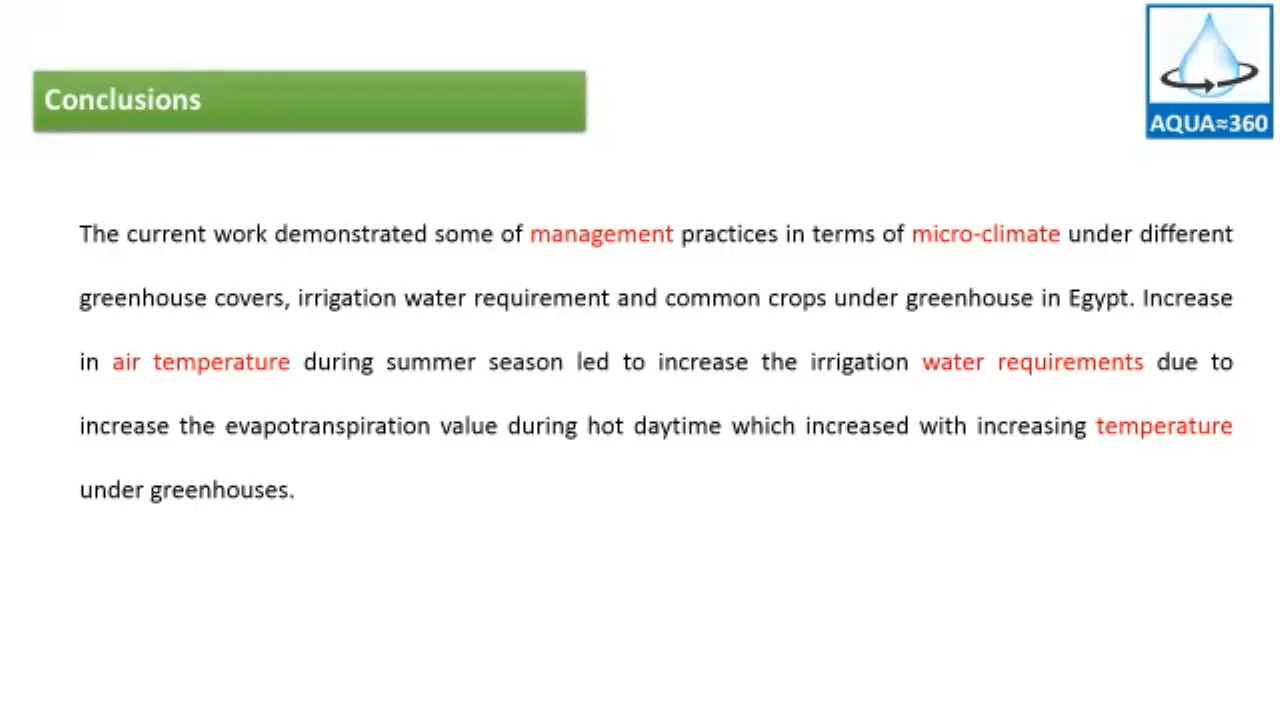 AQUA≈360
Conclusions
The current work demonstrated some of management practices in terms of micro-climate under different
greenhouse covers, irrigation water requirement and common crops under greenhouse in Egypt. Increase
in air temperature during summer season led to increase the irrigation water requirements due to
increase the evapotranspiration value during hot daytime which increased with increasing temperature
under greenhouses.